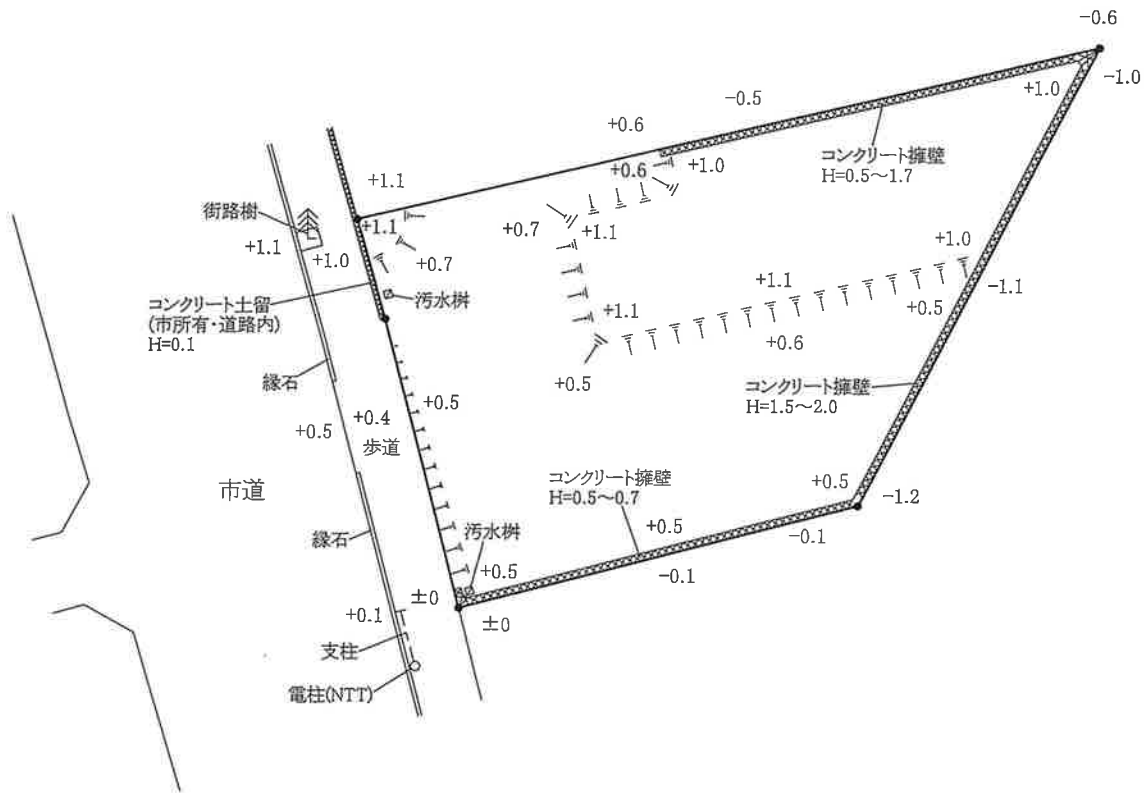 -0.6
-1.0
+1.0
-0.5
+0.6
コンクリート擁壁
H=0.5～1.7
+0.6
+1.0
+1.1
街路樹
+1.1
+1.0
+1.1
+0.7
+0.7
+1.1
+1.0
汚水桝
コンクリート土留
(市所有・道路内)
H=0.1
+1.1
-1.1
+0.5
+1.1
+0.6
縁石
+0.5
+0.5
コンクリート擁壁
H=1.5～2.0
+0.4
+0.5
歩道
市道
コンクリート擁壁
H=0.5～0.7
+0.5
-1.2
縁石
汚水桝
+0.5
-0.1
+0.5
-0.1
±0
+0.1
±0
支柱
電柱(NTT)